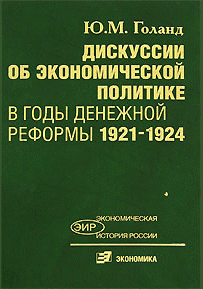 Ю.М. Голанд
ДИСКУССИИ
ОБ ЭКОНОМИЧЕСКОЙ
ПОЛИТИКЕ
В ГОДЫ ДЕНЕЖНОЙ
РЕФОРМЫ 1921-1924
ЭКОНОМИЧЕСКАЯ
ЭИР
ИСТОРИЯ РОССИИ
ЭКОНОМИКА